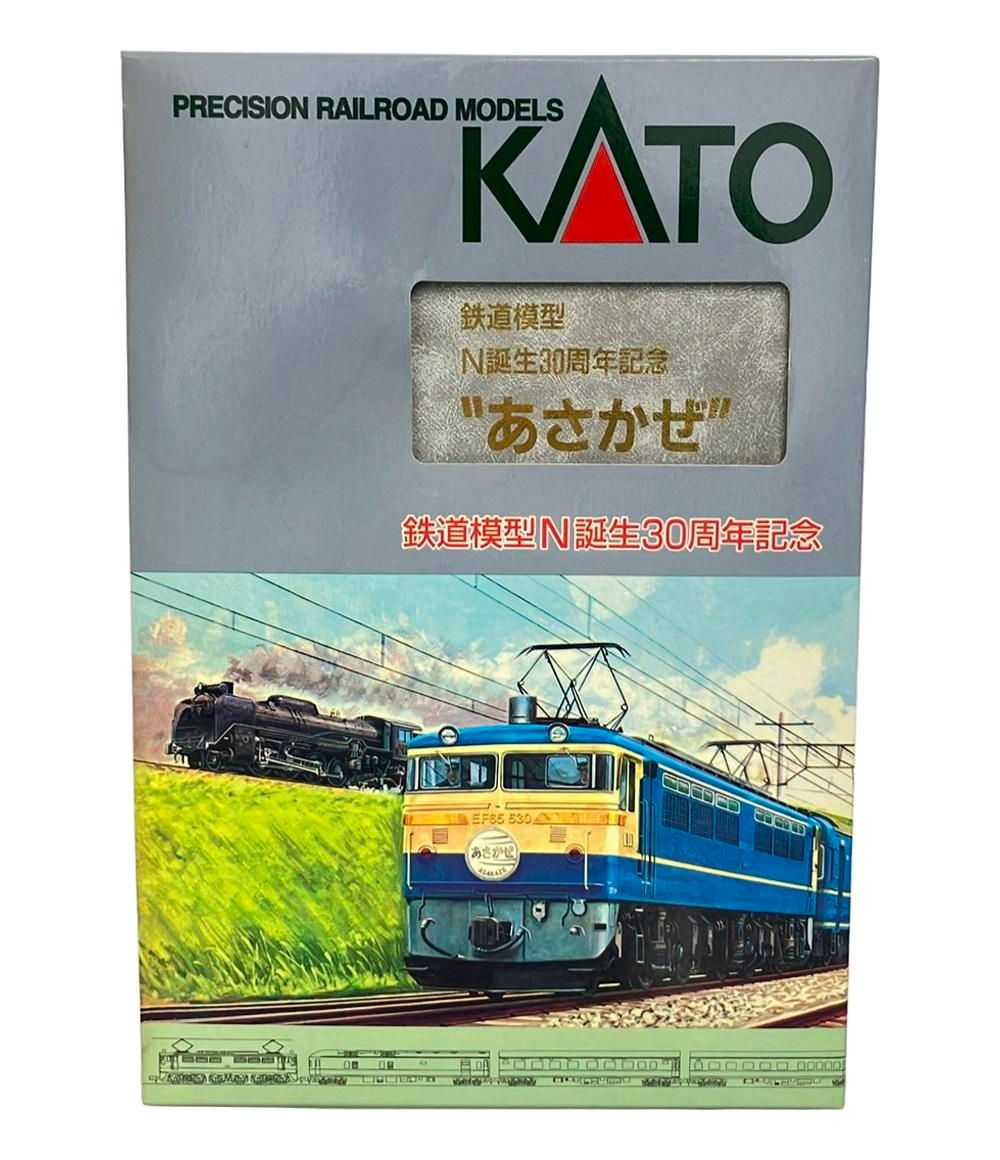 PRECISION RAILROAD MODELS
KATO
鉄道模型
N誕生30周年記念
"あさかぜ"
鉄道模型N誕生30周年記念
EF65 530
あさかぜ
ASAKAZE